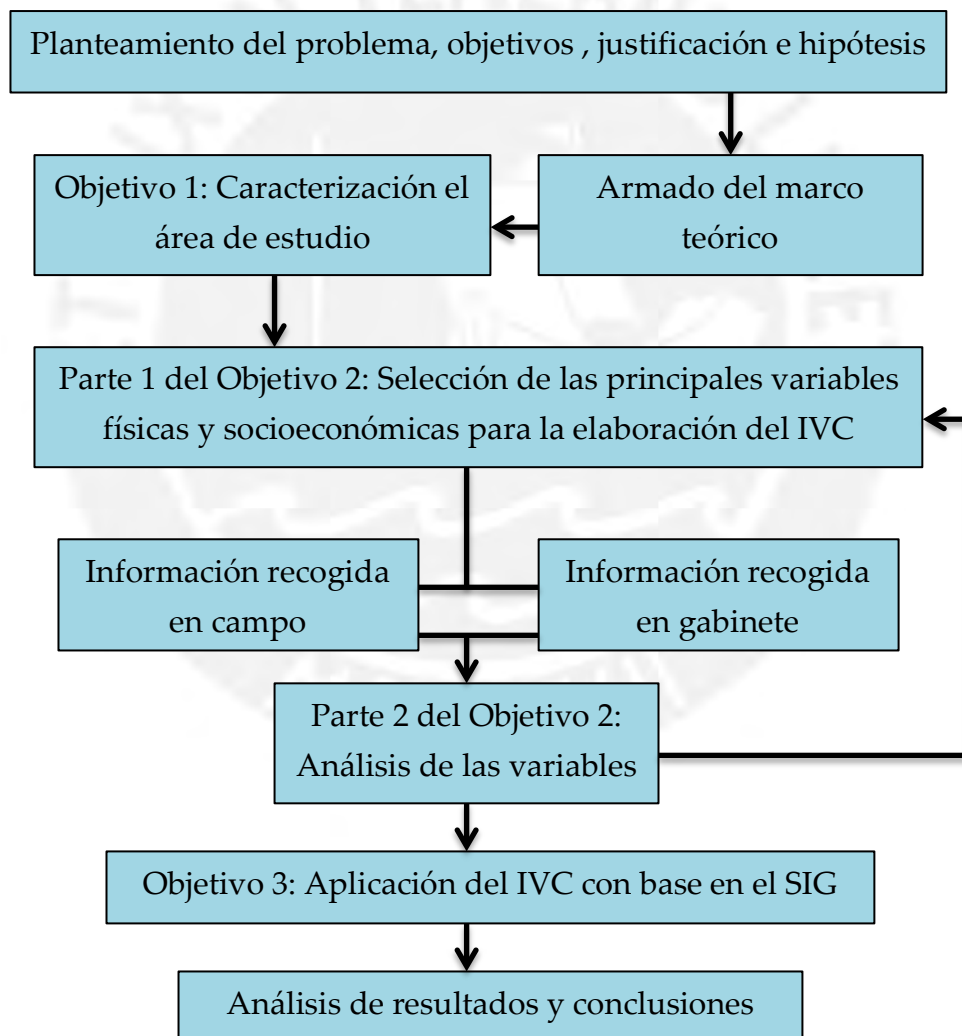 Planteamiento del problema, objetivos , justificación e hipótesis
Armado del marco
teórico
Objetivo 1: Caracterización el
área de estudio
Parte 1 del Objetivo 2: Selección de las principales variables
físicas y socioeconómicas para la elaboración del IVC
Información recogida
en campo
Información recogida
en gabinete
Parte 2 del Objetivo 2:
Análisis de las variables
Objetivo 3: Aplicación del IVC con base en el SIG
Análisis de resultados y conclusiones